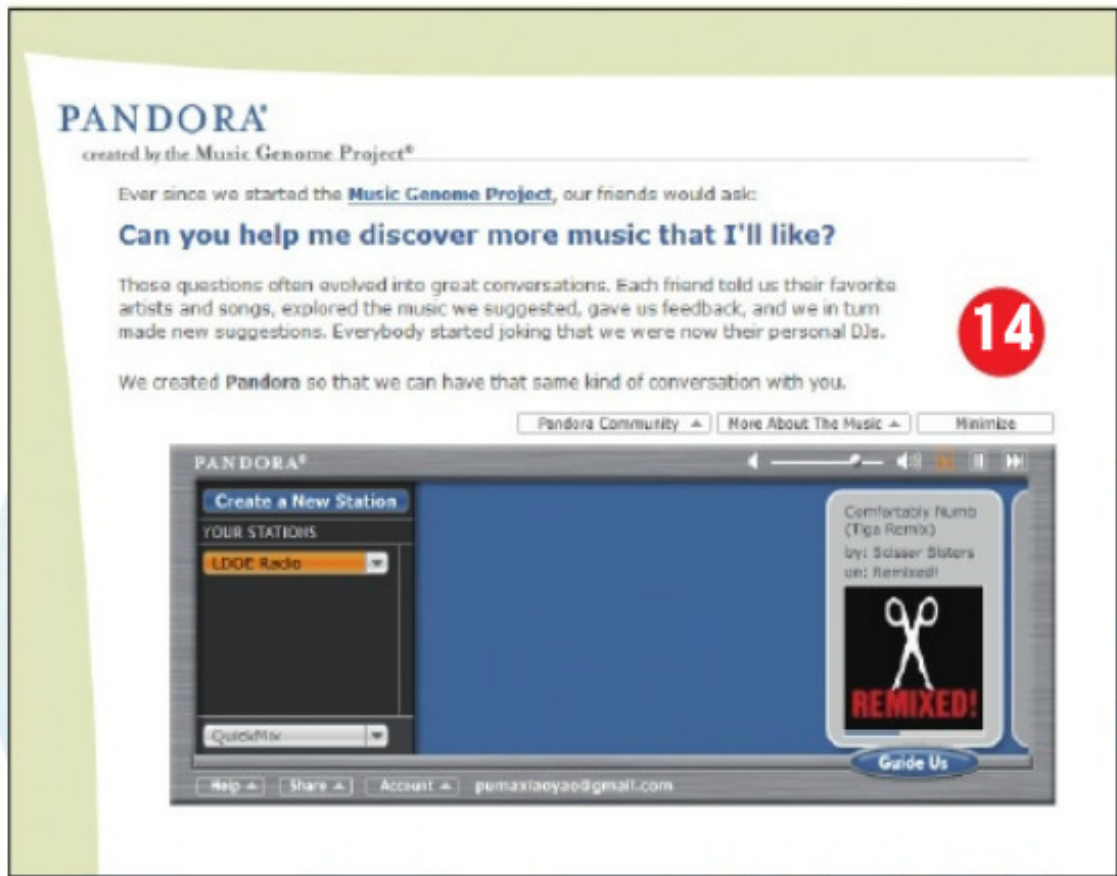 PANDORA®
created by the Music Genome Project®
Ever since we started the Music Genome Project, our friends would ask:
Can you help me discover more music that I'll like?
Those questions often evolved into great conversations. Each friend told us their favorite
artists and songs, explored the music we suggested, gave us feedback, and we in turn
made new suggestions. Everybody started joking that we were now their personal DJs.
14
We created Pandora so that we can have that same kind of conversation with you.
Pandora Community More About The Music Minimize
PANDORA®
Create a New Station
YOUR STATIONS
LDOE Radio
QuickMix
Comfortably Numb
(Tiga Remix)
by: Scissor Sisters
on: Remixed!
REMIXED!
Guide Us
Help Share Account pumaxiaoyao@gmail.com